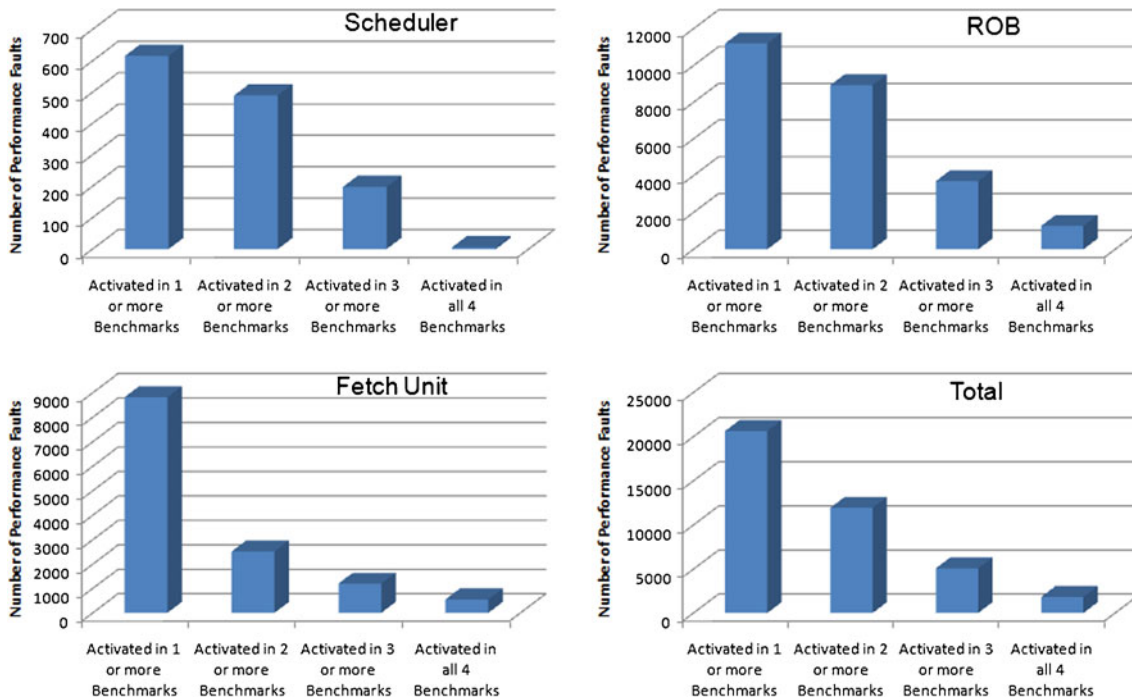 Scheduler
Number of Performance Faults
700
600
500
400
300
200
100
0
Activated in 1
or more
Benchmarks
Activated in 2
or more
Benchmarks
Activated in 3
or more
Benchmarks
Activated in
all 4
Benchmarks
ROB
Number of Performance Faults
12000
10000
8000
6000
4000
2000
0
Activated in 1
or more
Benchmarks
Activated in 2
or more
Benchmarks
Activated in 3
or more
Benchmarks
Activated in
all 4
Benchmarks
Fetch Unit
Number of Performance Faults
9000
8000
7000
6000
5000
4000
3000
2000
1000
0
Activated in 1
or more
Benchmarks
Activated in 2
or more
Benchmarks
Activated in 3
or more
Benchmarks
Activated in
all 4
Benchmarks
Total
Number of Performance Faults
25000
20000
15000
10000
5000
0
Activated in 1
or more
Benchmarks
Activated in 2
or more
Benchmarks
Activated in 3
or more
Benchmarks
Activated in
all 4
Benchmarks